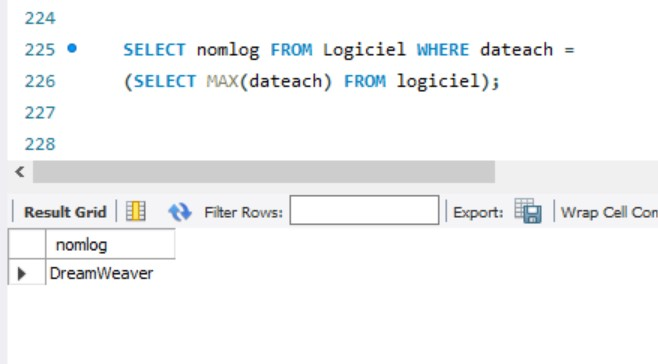 224
225 SELECT nomlog FROM Logiciel WHERE dateach =
226 (SELECT MAX(dateach) FROM logiciel);
227
228
Result Grid Filter Rows: Export: Wrap Cell Con
nomlog
DreamWeaver